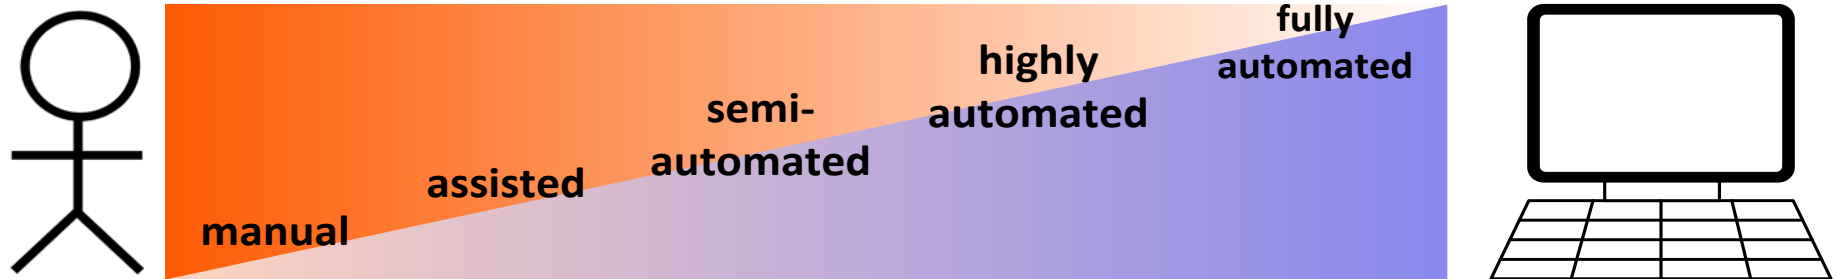 manual
assisted
semi-
automated
highly
automated
fully
automated